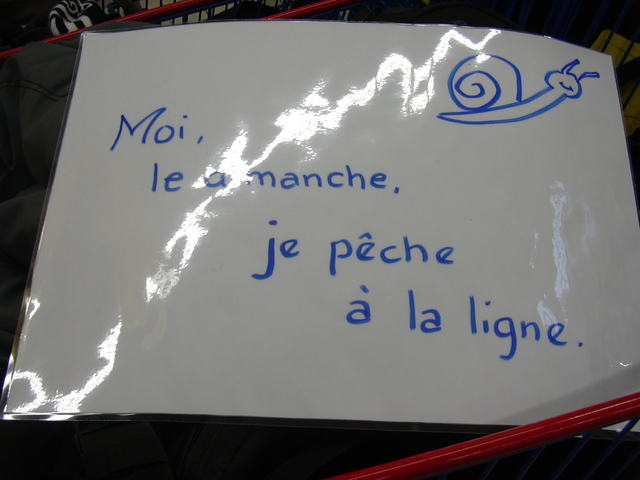 Moi,
le dimanche,
je pêche
à la ligne.